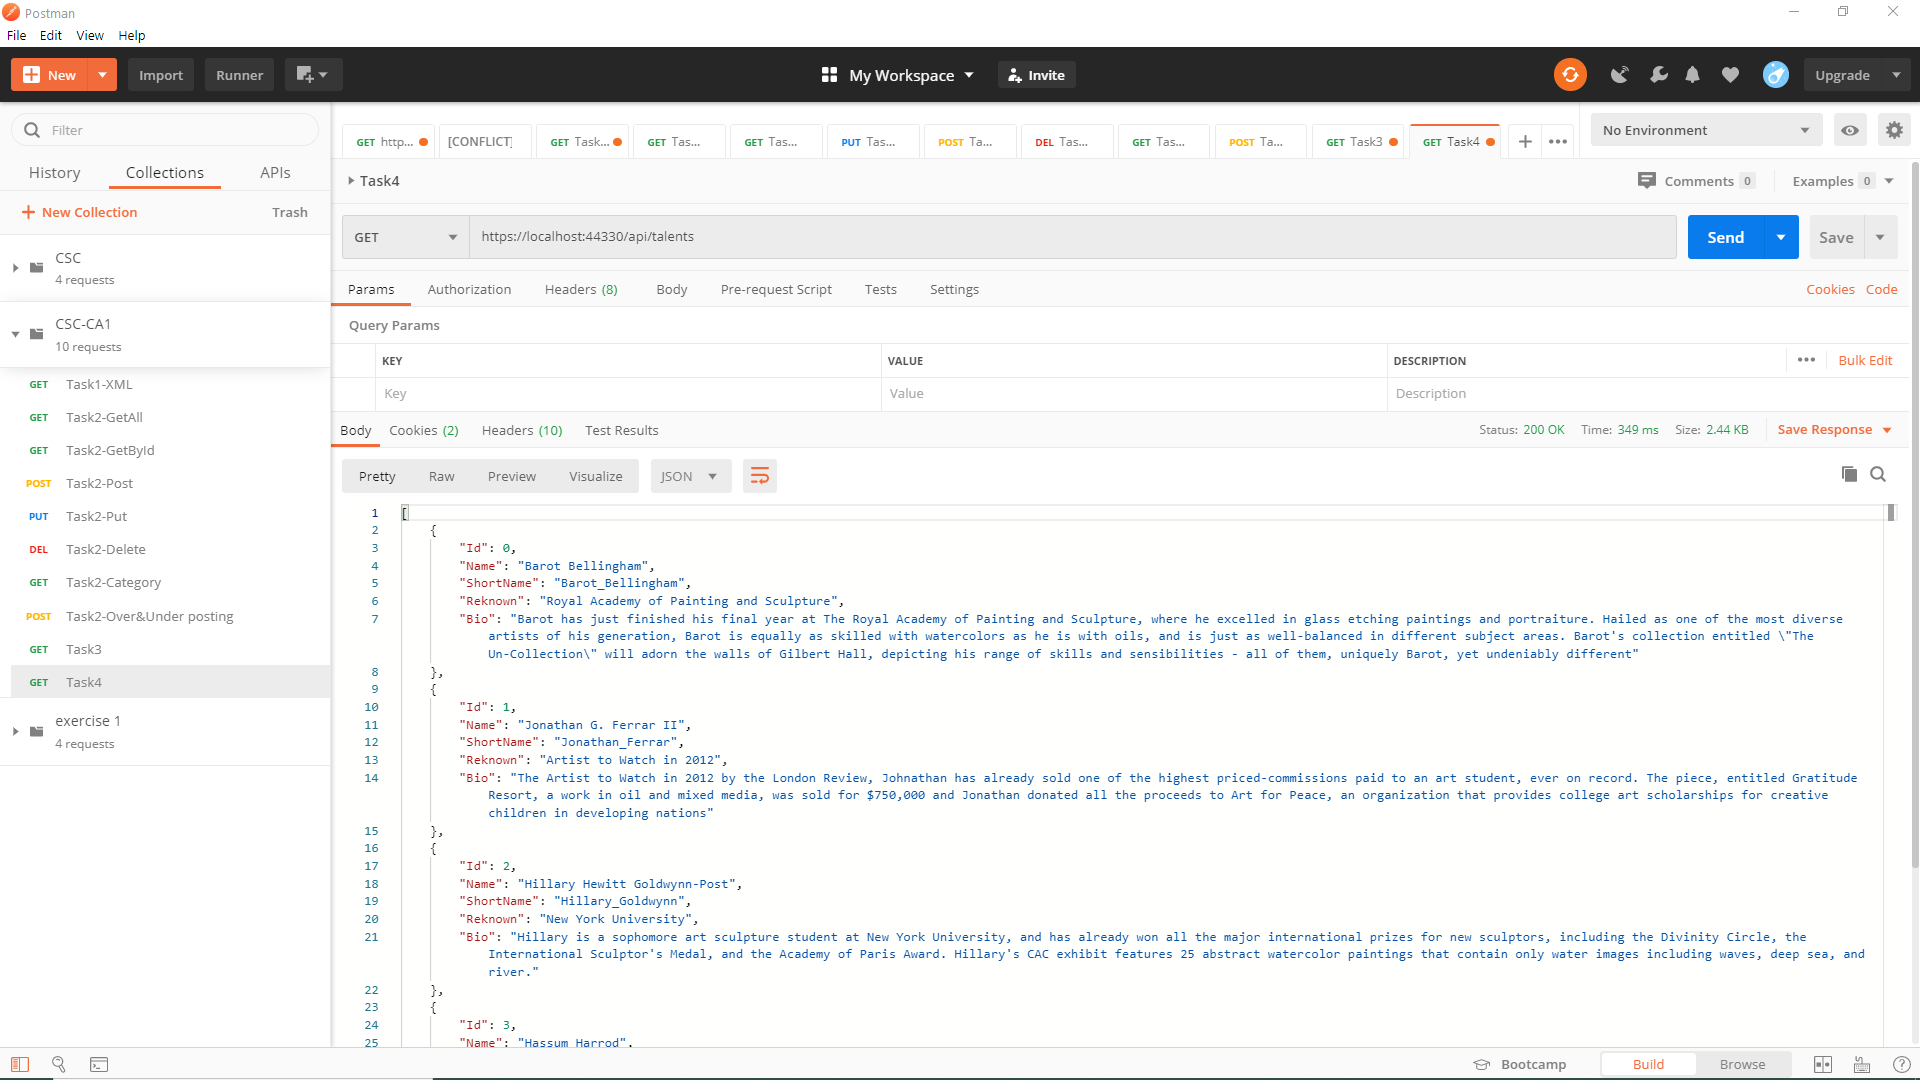 Postman
File Edit View Help
New Import Runner My Workspace Invite Upgrade
Filter
History Collections APIs
New Collection Trash
CSC
4 requests
CSC-CA1
10 requests
GET Task1-XML
GET Task2-GetAll
GET Task2-GetById
POST Task2-Post
PUT Task2-Put
DEL Task2-Delete
GET Task2-Category
POST Task2-Over&Under posting
GET Task3
GET Task4
exercise 1
4 requests
GET http... [CONFLICT] GET Task... GET Tas... GET Tas... PUT Tas... POST Ta... DEL Tas... GET Tas... POST Ta... GET Task3 GET Task4
No Environment
Task4 Comments 0 Examples 0
GET https://localhost:44330/api/talents Send Save
Params Authorization Headers (8) Body Pre-request Script Tests Settings Cookies Code
Query Params
KEY VALUE DESCRIPTION Bulk Edit
Key Value Description
Body Cookies (2) Headers (10) Test Results Status: 200 OK Time: 349 ms Size: 2.44 KB Save Response
Pretty Raw Preview Visualize JSON
1 [
2 {
3 "Id": 0,
4 "Name": "Barot Bellingham",
5 "ShortName": "Barot_Bellingham",
6 "Reknown": "Royal Academy of Painting and Sculpture",
7 "Bio": "Barot has just finished his final year at The Royal Academy of Painting and Sculpture, where he excelled in glass etching paintings and portraiture. Hailed as one of the most diverse
artists of his generation, Barot is equally as skilled with watercolors as he is with oils, and is just as well-balanced in different subject areas. Barot's collection entitled \"The
Un-Collection\" will adorn the walls of Gilbert Hall, depicting his range of skills and sensibilities - all of them, uniquely Barot, yet undeniably different"
8 },
9 {
10 "Id": 1,
11 "Name": "Jonathan G. Ferrar II",
12 "ShortName": "Jonathan_Ferrar",
13 "Reknown": "Artist to Watch in 2012",
14 "Bio": "The Artist to Watch in 2012 by the London Review, Johnathan has already sold one of the highest priced-commissions paid to an art student, ever on record. The piece, entitled Gratitude
Resort, a work in oil and mixed media, was sold for $750,000 and Jonathan donated all the proceeds to Art for Peace, an organization that provides college art scholarships for creative
children in developing nations"
15 },
16 {
17 "Id": 2,
18 "Name": "Hillary Hewitt Goldwynn-Post",
19 "ShortName": "Hillary_Goldwynn",
20 "Reknown": "New York University",
21 "Bio": "Hillary is a sophomore art sculpture student at New York University, and has already won all the major international prizes for new sculptors, including the Divinity Circle, the
International Sculptor's Medal, and the Academy of Paris Award. Hillary's CAC exhibit features 25 abstract watercolor paintings that contain only water images including waves, deep sea, and
river."
22 },
23 {
24 "Id": 3,
25 "Name": "Hassum Harrod",
Bootcamp Build Browse